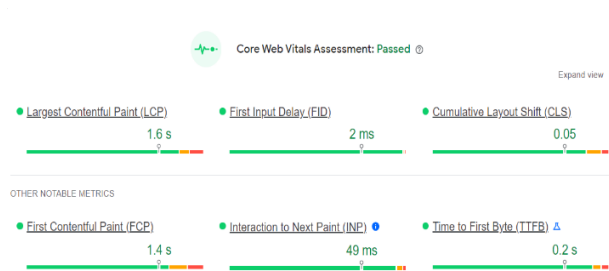 Core Web Vitals Assessment: Passed
Expand view
Largest Contentful Paint (LCP)
1.6 s
First Input Delay (FID)
2 ms
Cumulative Layout Shift (CLS)
0.05
OTHER NOTABLE METRICS
First Contentful Paint (FCP)
1.4 s
Interaction to Next Paint (INP)
49 ms
Time to First Byte (TTFB)
0.2 s